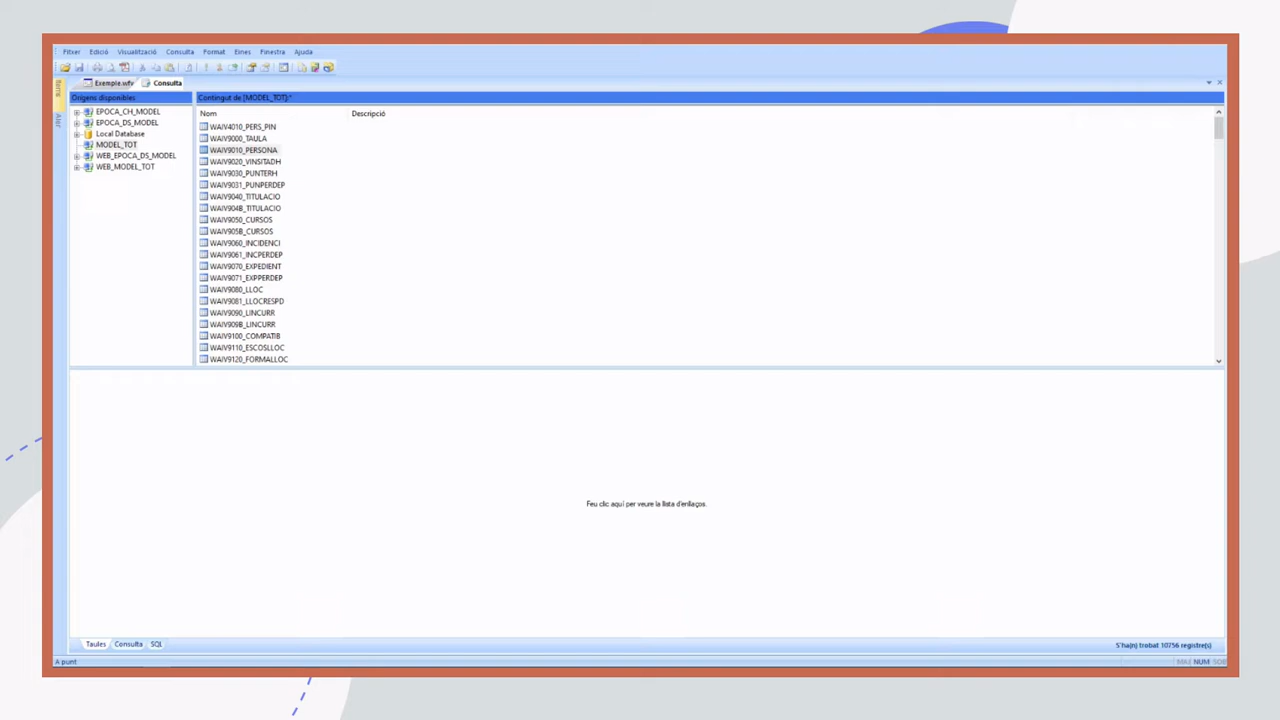 Fitxer Edició Visualització Consulta Format Eines Finestra Ajuda
Exemple.wfv Consulta
Orígens disponibles
EPOCA_CH_MODEL
EPOCA_DS_MODEL
Local Database
MODEL_TOT
WEB_EPOCA_DS_MODEL
WEB_MODEL_TOT
Contingut de [MODEL_TOT]:*
Nom Descripció
WAIV4010_PERS_PIN
WAIV9000_TAULA
WAIV9010_PERSONA
WAIV9020_VINSITADH
WAIV9030_PUNTERH
WAIV9031_PUNPERDEP
WAIV9040_TITULACIO
WAIV904B_TITULACIO
WAIV9050_CURSOS
WAIV905B_CURSOS
WAIV9060_INCIDENCI
WAIV9061_INCPERDEP
WAIV9070_EXPEDIENT
WAIV9071_EXPPERDEP
WAIV9080_LLOC
WAIV9081_LLOCRESPD
WAIV9090_LINCURR
WAIV909B_LINCURR
WAIV9100_COMPATIB
WAIV9110_ESCOSLLOC
WAIV9120_FORMALLOC
Feu clic aquí per veure la llista d'enllaços.
Taules Consulta SQL
S'ha(n) trobat 10756 registre(s)
A punt
NUM SOB